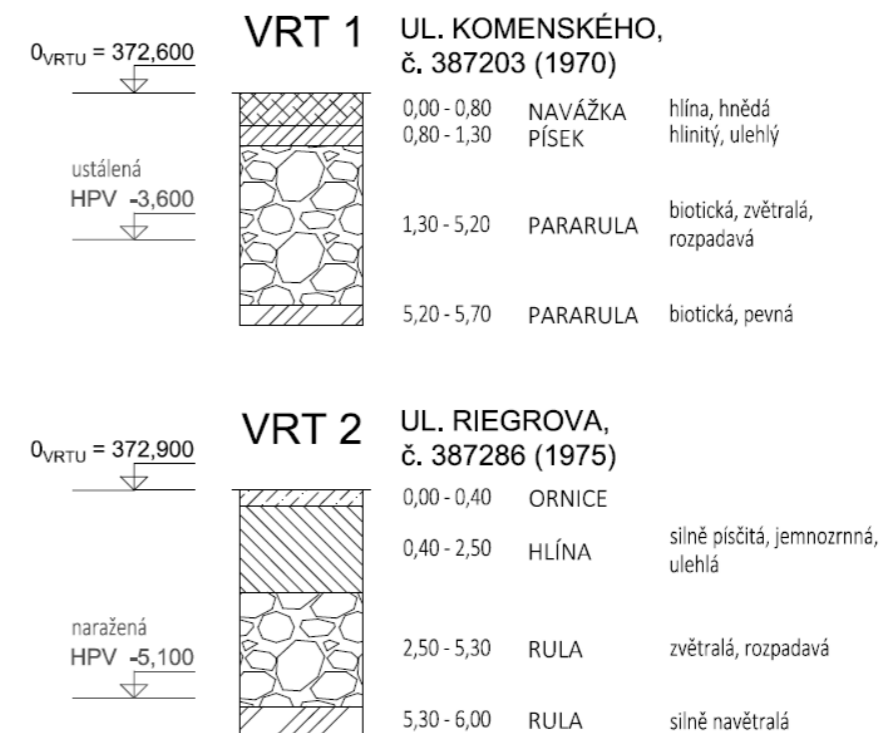 VRT 1
UL. KOMENSKÉHO,
č. 387203 (1970)
0VRTU = 372,600
0,00 - 0,80 NAVÁŽKA hlína, hnědá
0,80 - 1,30 PÍSEK hlinitý, ulehlý
ustálená
HPV -3,600
1,30 - 5,20 PARARULA biotická, zvětralá,
rozpadavá
5,20 - 5,70 PARARULA biotická, pevná
VRT 2
UL. RIEGROVA,
č. 387286 (1975)
0VRTU = 372,900
0,00 - 0,40 ORNICE
0,40 - 2,50 HLÍNA silně písčitá, jemnozrnná,
ulehlá
naražená
HPV -5,100
2,50 - 5,30 RULA zvětralá, rozpadavá
5,30 - 6,00 RULA silně navětralá